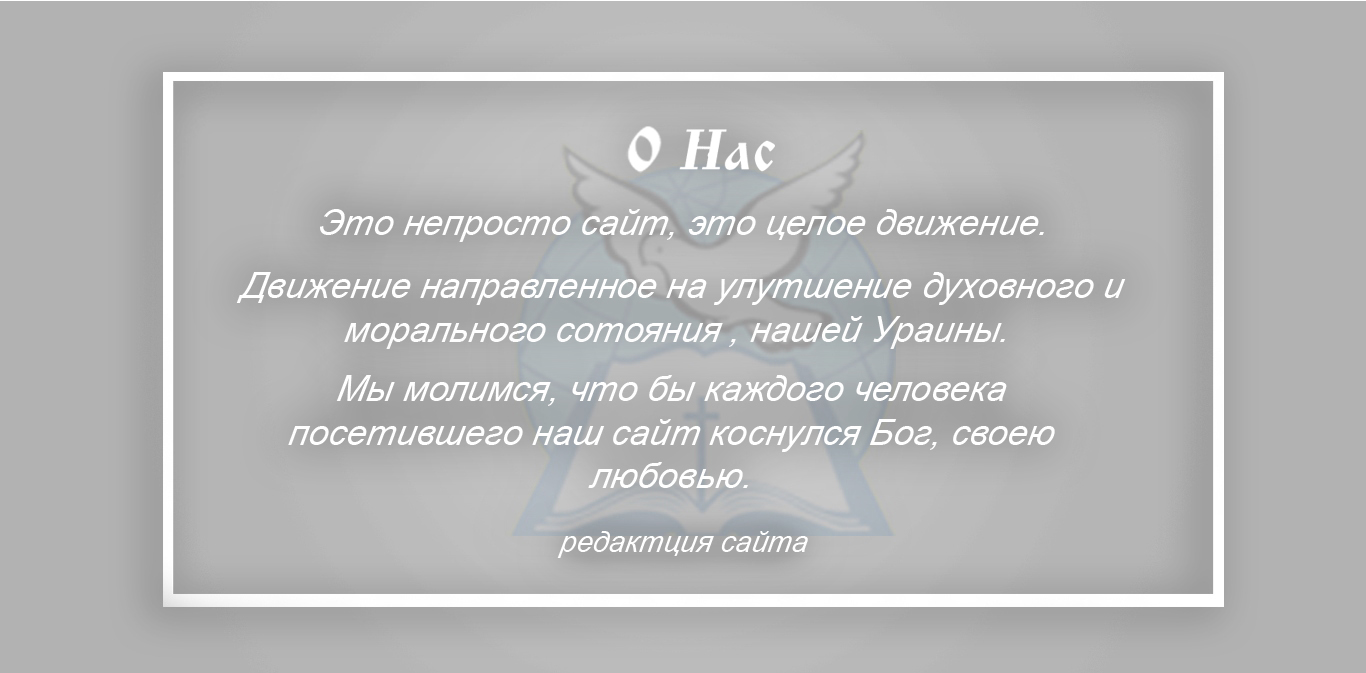 О Нас
Это непросто сайт, это целое движение.
Движение направленное на улутшение духовного и
морального сотояния , нашей Ураины.
Мы молимся, что бы каждого человека
посетившего наш сайт коснулся Бог, своею
любовью.
редактция сайта